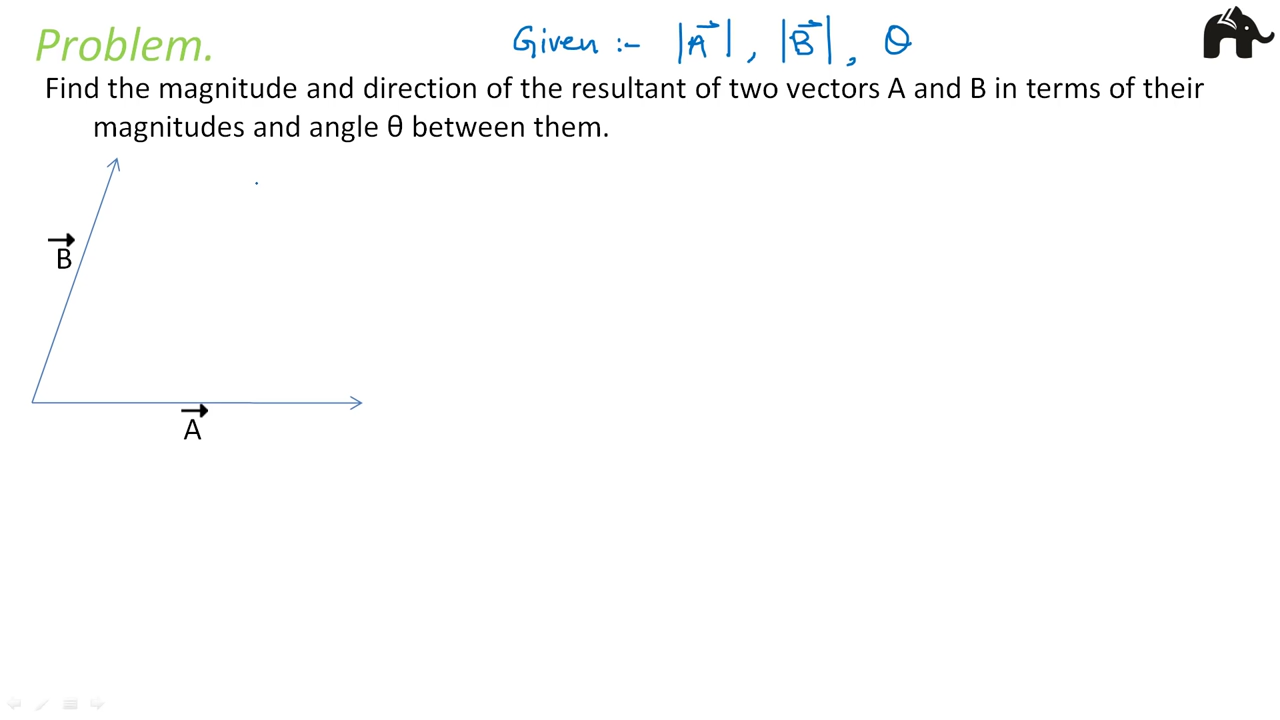 Problem.
Given :- |A⃗|, |B⃗|, θ
Find the magnitude and direction of the resultant of two vectors A and B in terms of their
magnitudes and angle θ between them.
B⃗
A⃗